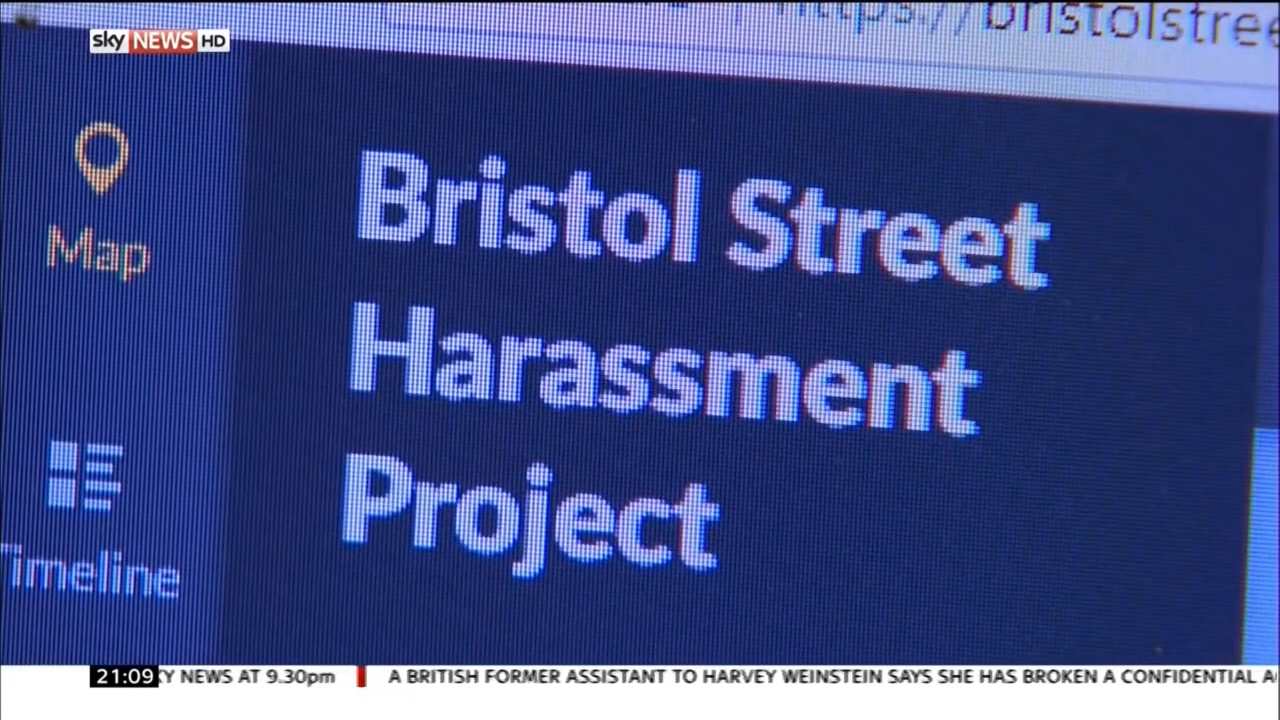 sky NEWS HD
https://bristolstree
Map
Bristol Street
Harassment
Project
Timeline
21:09 KY NEWS AT 9.30pm A BRITISH FORMER ASSISTANT TO HARVEY WEINSTEIN SAYS SHE HAS BROKEN A CONFIDENTIAL